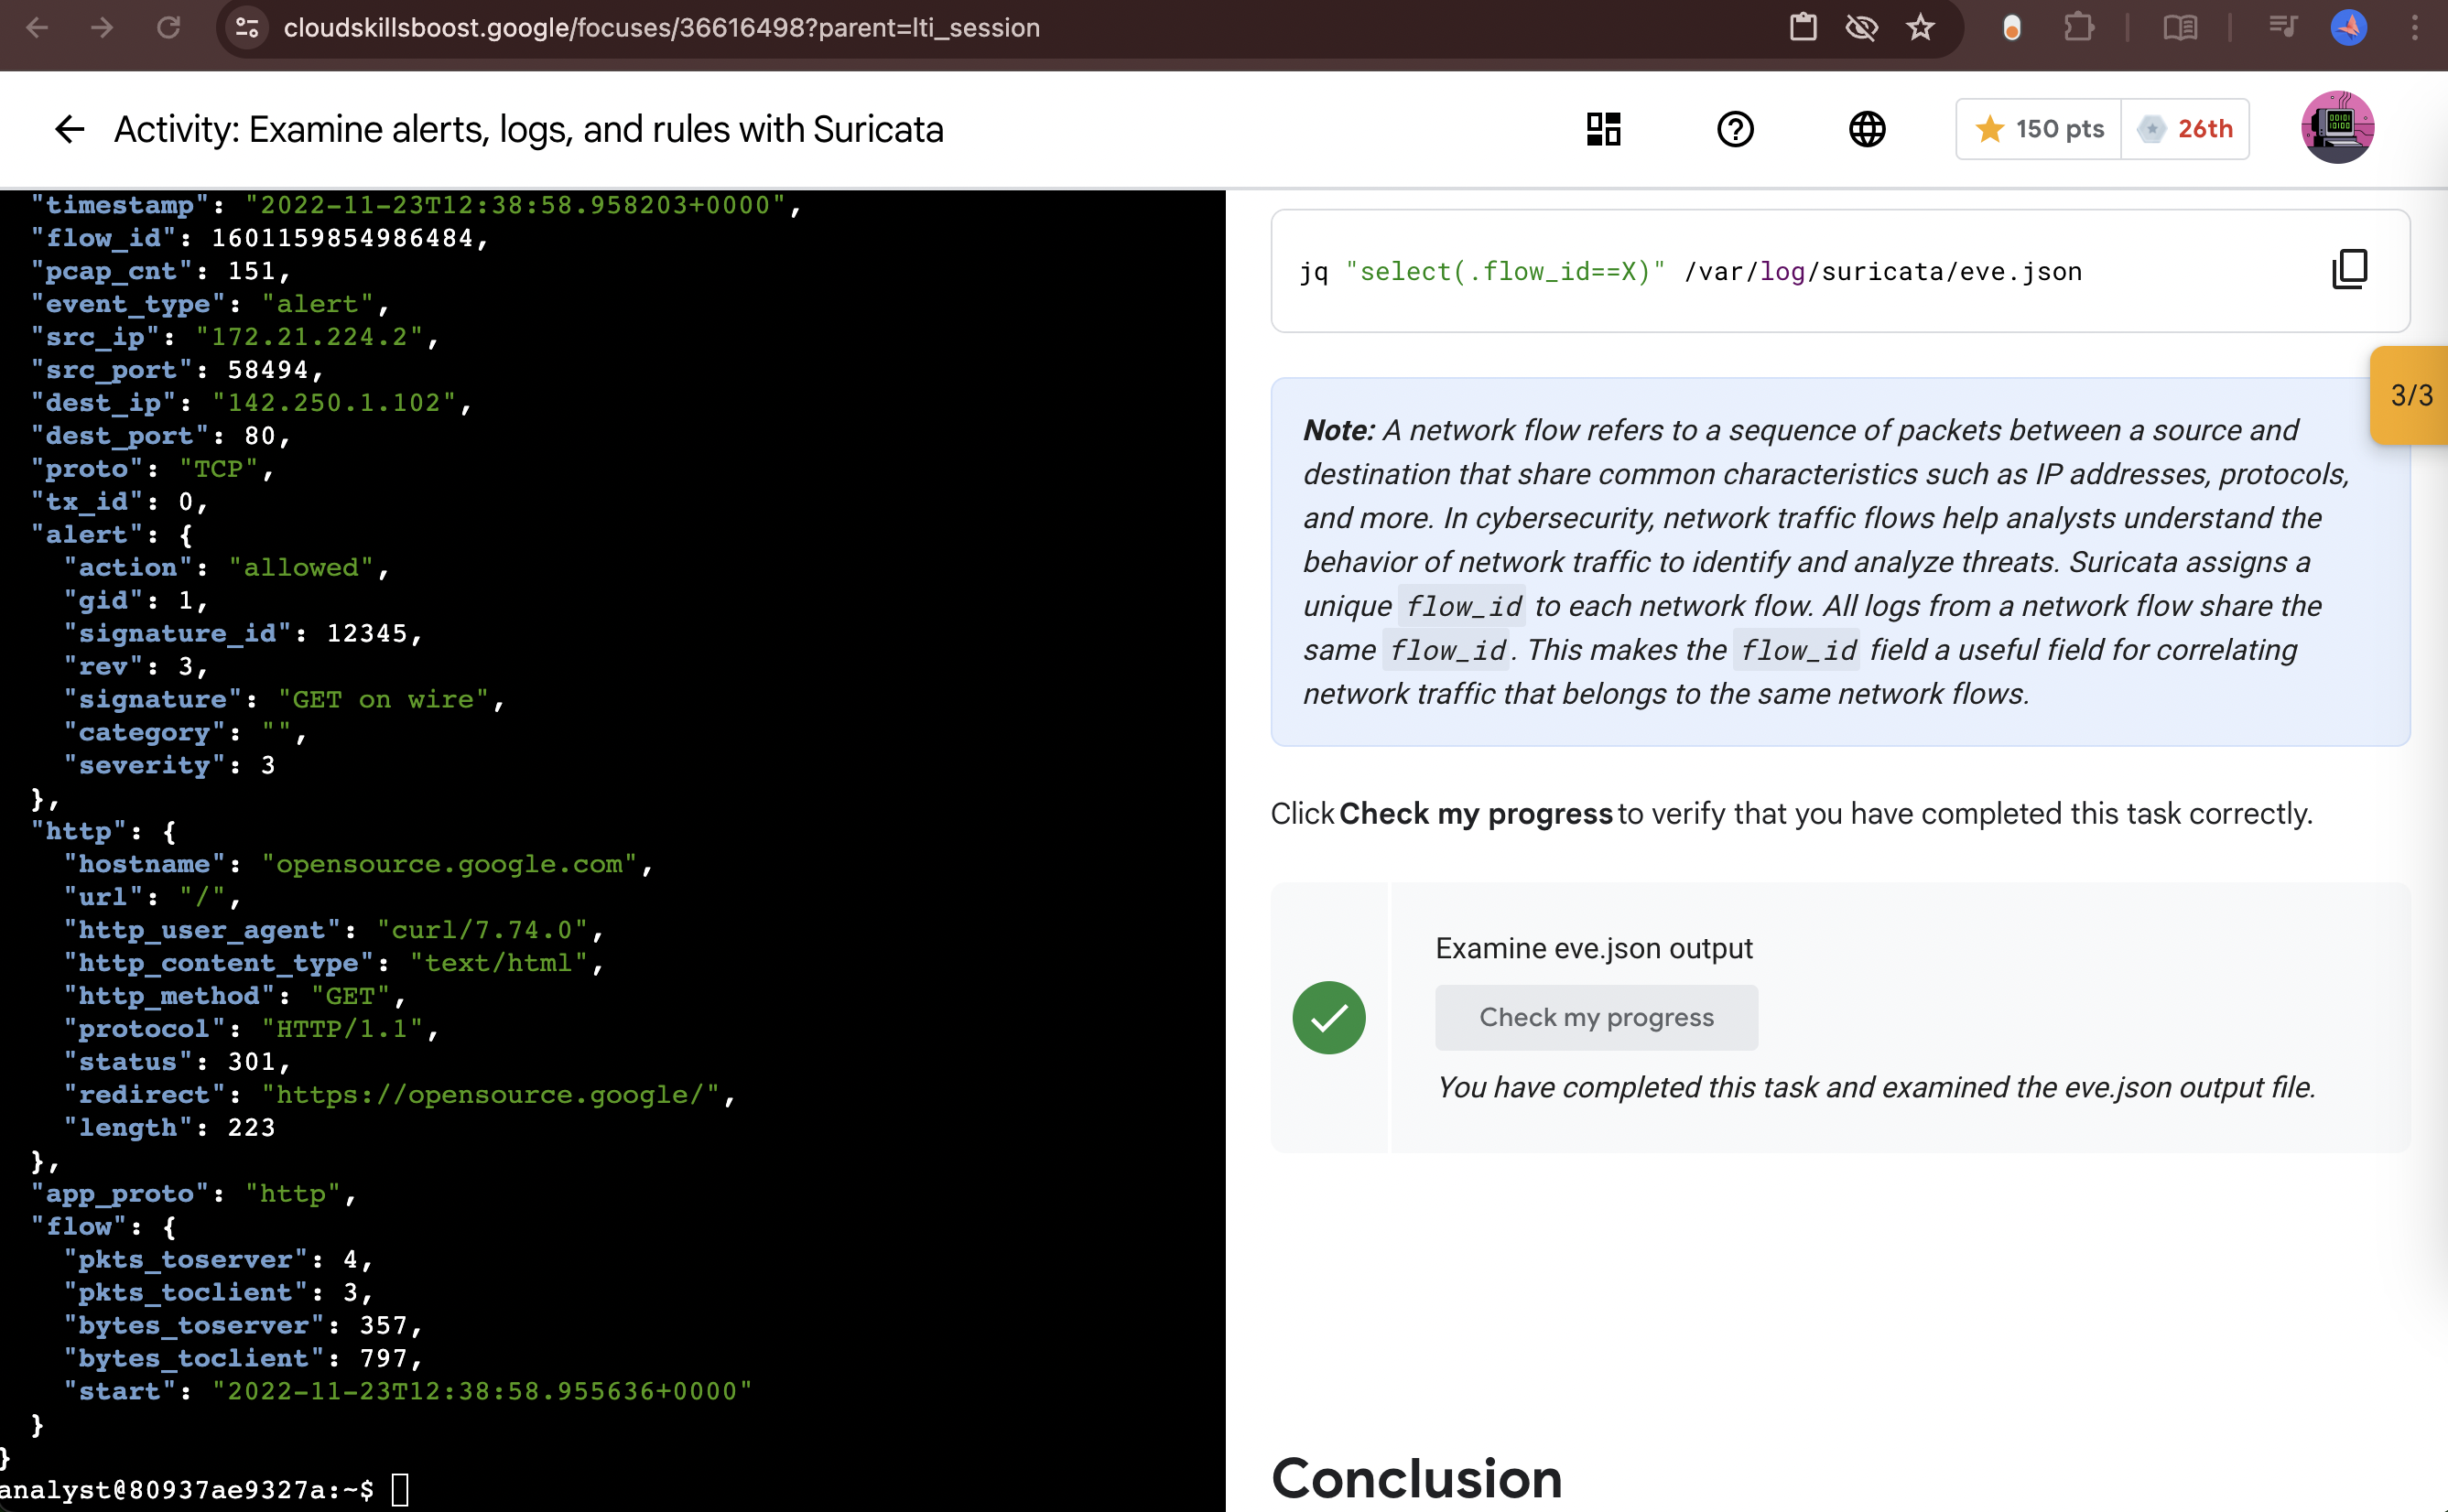 cloudskillsboost.google/focuses/36616498?parent=lti_session
Activity: Examine alerts, logs, and rules with Suricata
150 pts
26th
"timestamp": "2022-11-23T12:38:58.958203+0000",
"flow_id": 1601159854986484,
"pcap_cnt": 151,
"event_type": "alert",
"src_ip": "172.21.224.2",
"src_port": 58494,
"dest_ip": "142.250.1.102",
"dest_port": 80,
"proto": "TCP",
"tx_id": 0,
"alert": {
"action": "allowed",
"gid": 1,
"signature_id": 12345,
"rev": 3,
"signature": "GET on wire",
"category": "",
"severity": 3
},
"http": {
"hostname": "opensource.google.com",
"url": "/",
"http_user_agent": "curl/7.74.0",
"http_content_type": "text/html",
"http_method": "GET",
"protocol": "HTTP/1.1",
"status": 301,
"redirect": "https://opensource.google/",
"length": 223
},
"app_proto": "http",
"flow": {
"pkts_toserver": 4,
"pkts_toclient": 3,
"bytes_toserver": 357,
"bytes_toclient": 797,
"start": "2022-11-23T12:38:58.955636+0000"
}
}
analyst@80937ae9327a:~$
jq "select(.flow_id==X)" /var/log/suricata/eve.json
3/3
Note: A network flow refers to a sequence of packets between a source and
destination that share common characteristics such as IP addresses, protocols,
and more. In cybersecurity, network traffic flows help analysts understand the
behavior of network traffic to identify and analyze threats. Suricata assigns a
unique flow_id to each network flow. All logs from a network flow share the
same flow_id. This makes the flow_id field a useful field for correlating
network traffic that belongs to the same network flows.
Click Check my progress to verify that you have completed this task correctly.
Examine eve.json output
Check my progress
You have completed this task and examined the eve.json output file.
Conclusion